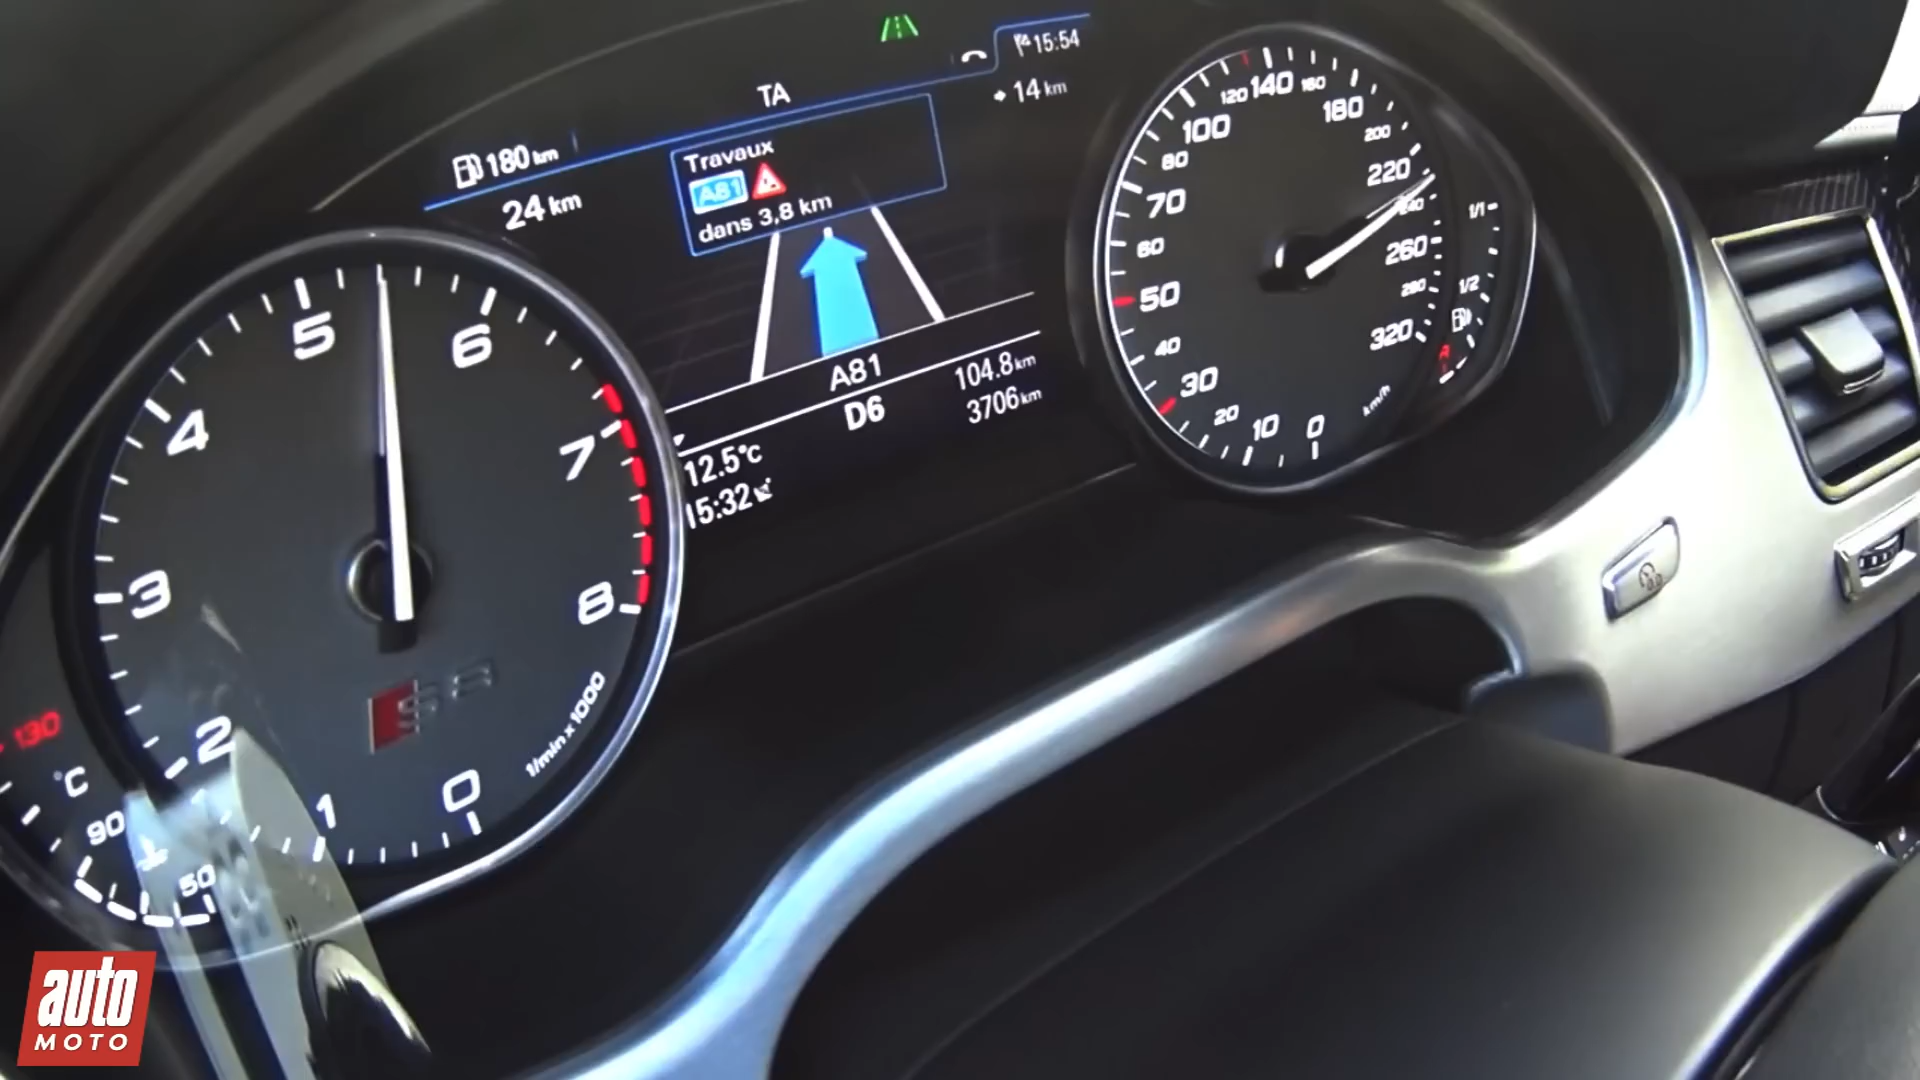 TA
15:54
14 km
180 km
24 km
Travaux
A81
dans 3,8 km
A81
D6
104.8 km
3706 km
12.5°C
15:32
0
1
2
3
4
5
6
7
8
S8
1/min x 1000
130
°C
90
50
0
10
20
30
40
50
60
70
80
100
120
140
160
180
200
220
240
260
280
320
km/h
1/1
1/2
R
auto
MOTO